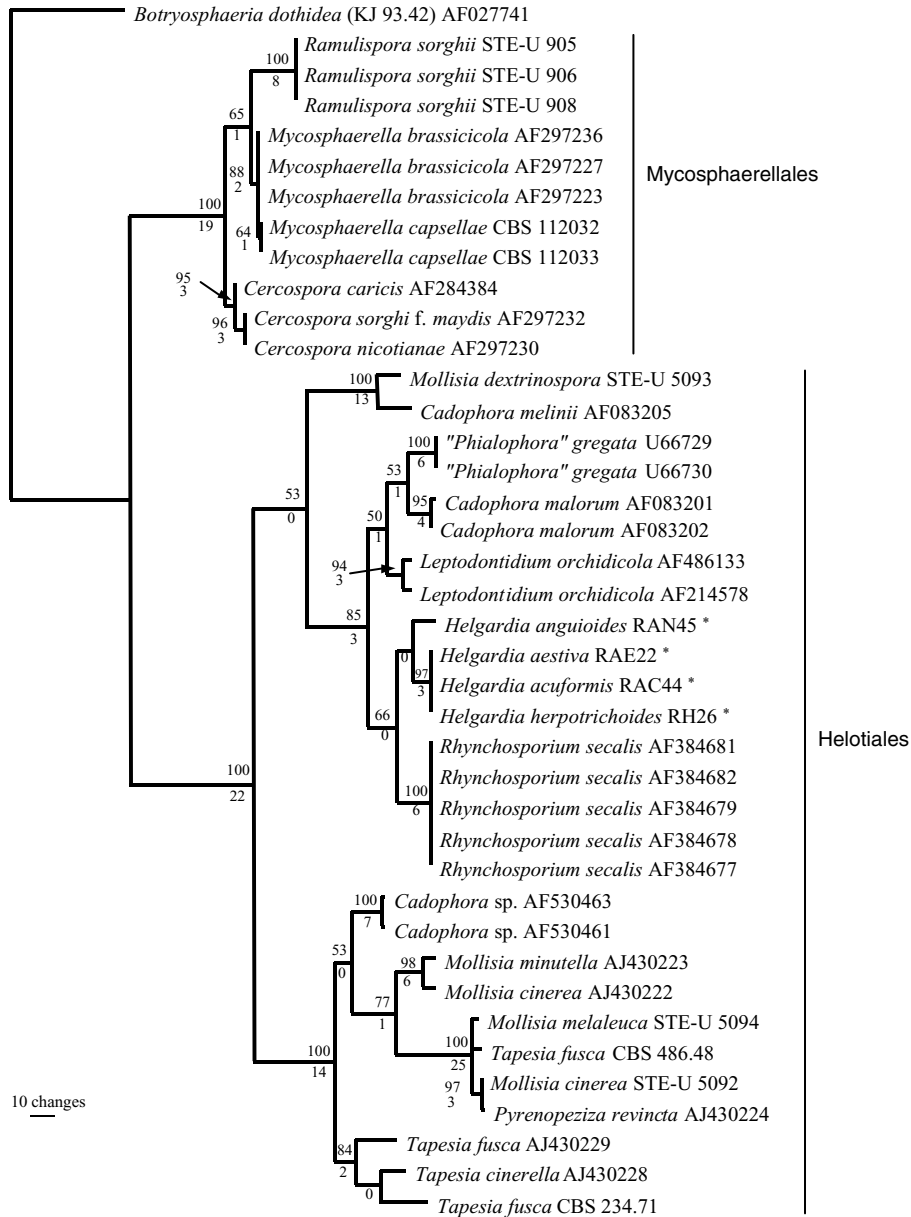 Botryosphaeria dothidea (KJ 93.42) AF027741
Ramulispora sorghii STE-U 905
100
8
Ramulispora sorghii STE-U 906
Ramulispora sorghii STE-U 908
65
1
Mycosphaerella brassicicola AF297236
Mycosphaerella brassicicola AF297227
88
2
Mycosphaerellales
Mycosphaerella brassicicola AF297223
100
19
Mycosphaerella capsellae CBS 112032
64
1
Mycosphaerella capsellae CBS 112033
95
3
Cercospora caricis AF284384
Cercospora sorghi f. maydis AF297232
96
3
Cercospora nicotianae AF297230
100
13
Mollisia dextrinospora STE-U 5093
Cadophora melinii AF083205
100
6
"Phialophora" gregata U66729
"Phialophora" gregata U66730
53
1
53
0
95
4
Cadophora malorum AF083201
Cadophora malorum AF083202
50
1
94
3
Leptodontidium orchidicola AF486133
Leptodontidium orchidicola AF214578
85
3
Helgardia anguioides RAN45 *
0
Helgardia aestiva RAE22 *
97
3
Helgardia acuformis RAC44 *
Helgardia herpotrichoides RH26 *
66
0
Rhynchosporium secalis AF384681
Helotiales
Rhynchosporium secalis AF384682
100
22
100
6
Rhynchosporium secalis AF384679
Rhynchosporium secalis AF384678
Rhynchosporium secalis AF384677
100
7
Cadophora sp. AF530463
Cadophora sp. AF530461
53
0
98
6
Mollisia minutella AJ430223
Mollisia cinerea AJ430222
77
1
Mollisia melaleuca STE-U 5094
100
25
Tapesia fusca CBS 486.48
100
14
97
3
Mollisia cinerea STE-U 5092
10 changes
Pyrenopeziza revincta AJ430224
84
2
Tapesia fusca AJ430229
Tapesia cinerella AJ430228
0
Tapesia fusca CBS 234.71